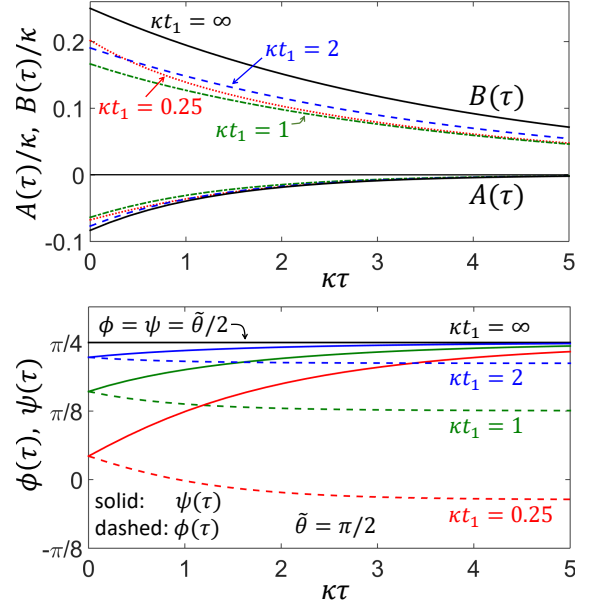 κt₁ = ∞
κt₁ = 2
κt₁ = 0.25
κt₁ = 1
B(τ)
A(τ)
A(τ)/κ, B(τ)/κ
0.2
0.1
0
-0.1
0 1 2 3 4 5
κτ
ϕ = ψ = θ̃/2
κt₁ = ∞
κt₁ = 2
κt₁ = 1
κt₁ = 0.25
solid: ψ(τ)
dashed: ϕ(τ)
θ̃ = π/2
ϕ(τ), ψ(τ)
π/4
π/8
0
-π/8
0 1 2 3 4 5
κτ